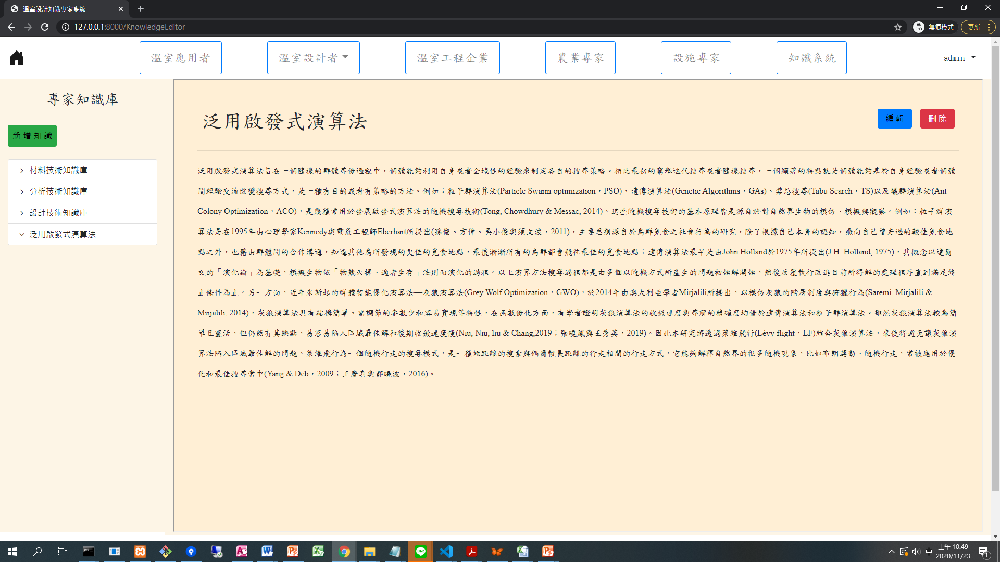 溫室設計知識專家系統
127.0.0.1:8000/KnowledgeEditor
無痕模式
更新
溫室應用者
溫室設計者
溫室工程企業
農業專家
設施專家
知識系統
admin
專家知識庫
新增知識
材料技術知識庫
分析技術知識庫
設計技術知識庫
泛用啟發式演算法
泛用啟發式演算法
編輯
刪除
泛用啟發式演算法旨在一個隨機的群體尋優過程中，個體能夠利用自身或者全域性的經驗來制定各自的搜尋策略。相比最初的窮舉迭代搜尋或者隨機搜尋，一個顯著的特點就是個體能夠基於自身經驗或者個體
間經驗交流改變搜尋方式，是一種有目的或者有策略的方法。例如：粒子群演算法(Particle Swarm optimization，PSO)、遺傳演算法(Genetic Algorithms，GAs)、禁忌搜尋(Tabu Search，TS)以及蟻群演算法(Ant
Colony Optimization，ACO)，是幾種常用於發展啟發式演算法的隨機搜尋技術(Tong, Chowdhury & Messac, 2014)。這些隨機搜尋技術的基本原理皆是源自於對自然界生物的模仿、模擬與觀察。例如：粒子群演
算法是在1995年由心理學家Kennedy與電氣工程師Eberhart所提出(孫俊、方偉、吳小俊與須文波，2011)，主要思想源自於鳥群覓食之社會行為的研究，除了根據自己本身的認知，飛向自己曾走過的較佳覓食地
點之外，也藉由群體間的合作溝通，知道其他鳥所發現的更佳的覓食地點，最後漸漸所有的鳥群都會飛往最佳的覓食地點；遺傳演算法最早是由John Holland於1975年所提出(J.H. Holland, 1975)，其概念以達爾
文的「演化論」為基礎，模擬生物依「物競天擇、適者生存」法則而演化的過程。以上演算方法搜尋過程都是由多個以隨機方式所產生的問題初始解開始，然後反覆執行改進目前所得解的處理程序直到滿足終
止條件為止。另一方面，近年來新起的群體智能優化演算法—灰狼演算法(Grey Wolf Optimization，GWO)，於2014年由澳大利亞學者Mirjalili所提出，以模仿灰狼的階層制度與狩獵行為(Saremi, Mirjalili &
Mirjalili, 2014)，灰狼演算法具有結構簡單、需調節的參數少和容易實現等特性，在函數優化方面，有學者證明灰狼演算法的收斂速度與尋解的精確度均優於遺傳演算法和粒子群演算法。雖然灰狼演算法較為簡
單且靈活，但仍然有其缺點，易容易陷入區域最佳解和後期收斂速度慢(Niu, Niu, liu & Chang,2019；張曉鳳與王秀英，2019)。因此本研究將透過萊維飛行(Lévy flight，LF)結合灰狼演算法，來使得避免讓灰狼演
算法陷入區域最佳解的問題。萊維飛行為一個隨機行走的搜尋模式，是一種短距離的搜索與偶爾較長距離的行走相間的行走方式，它能夠解釋自然界的很多隨機現象，比如布朗運動、隨機行走，常被應用於優
化和最佳搜尋當中(Yang & Deb，2009；王慶喜與郭曉波，2016)。
中
上午 10:49
2020/11/23
1